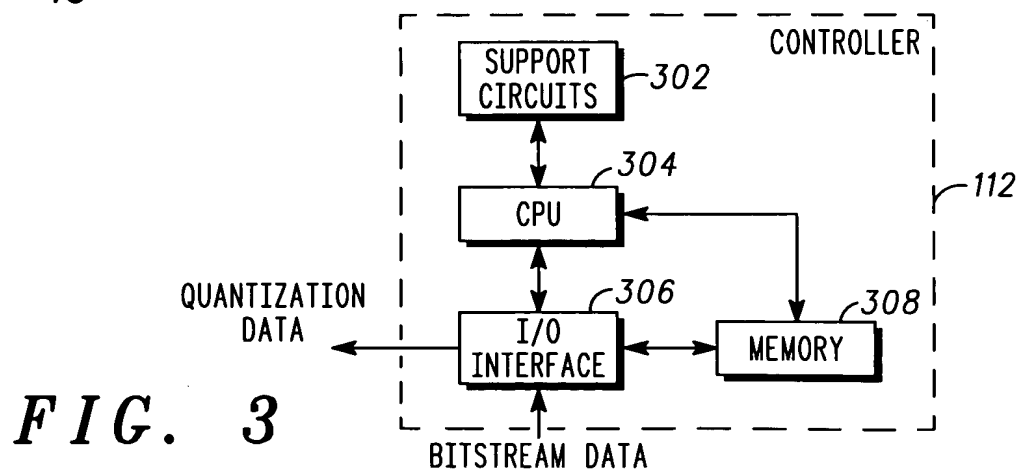 CONTROLLER
SUPPORT
CIRCUITS
302
304
CPU
112
QUANTIZATION
DATA
306
I/O
INTERFACE
308
MEMORY
FIG. 3
BITSTREAM DATA